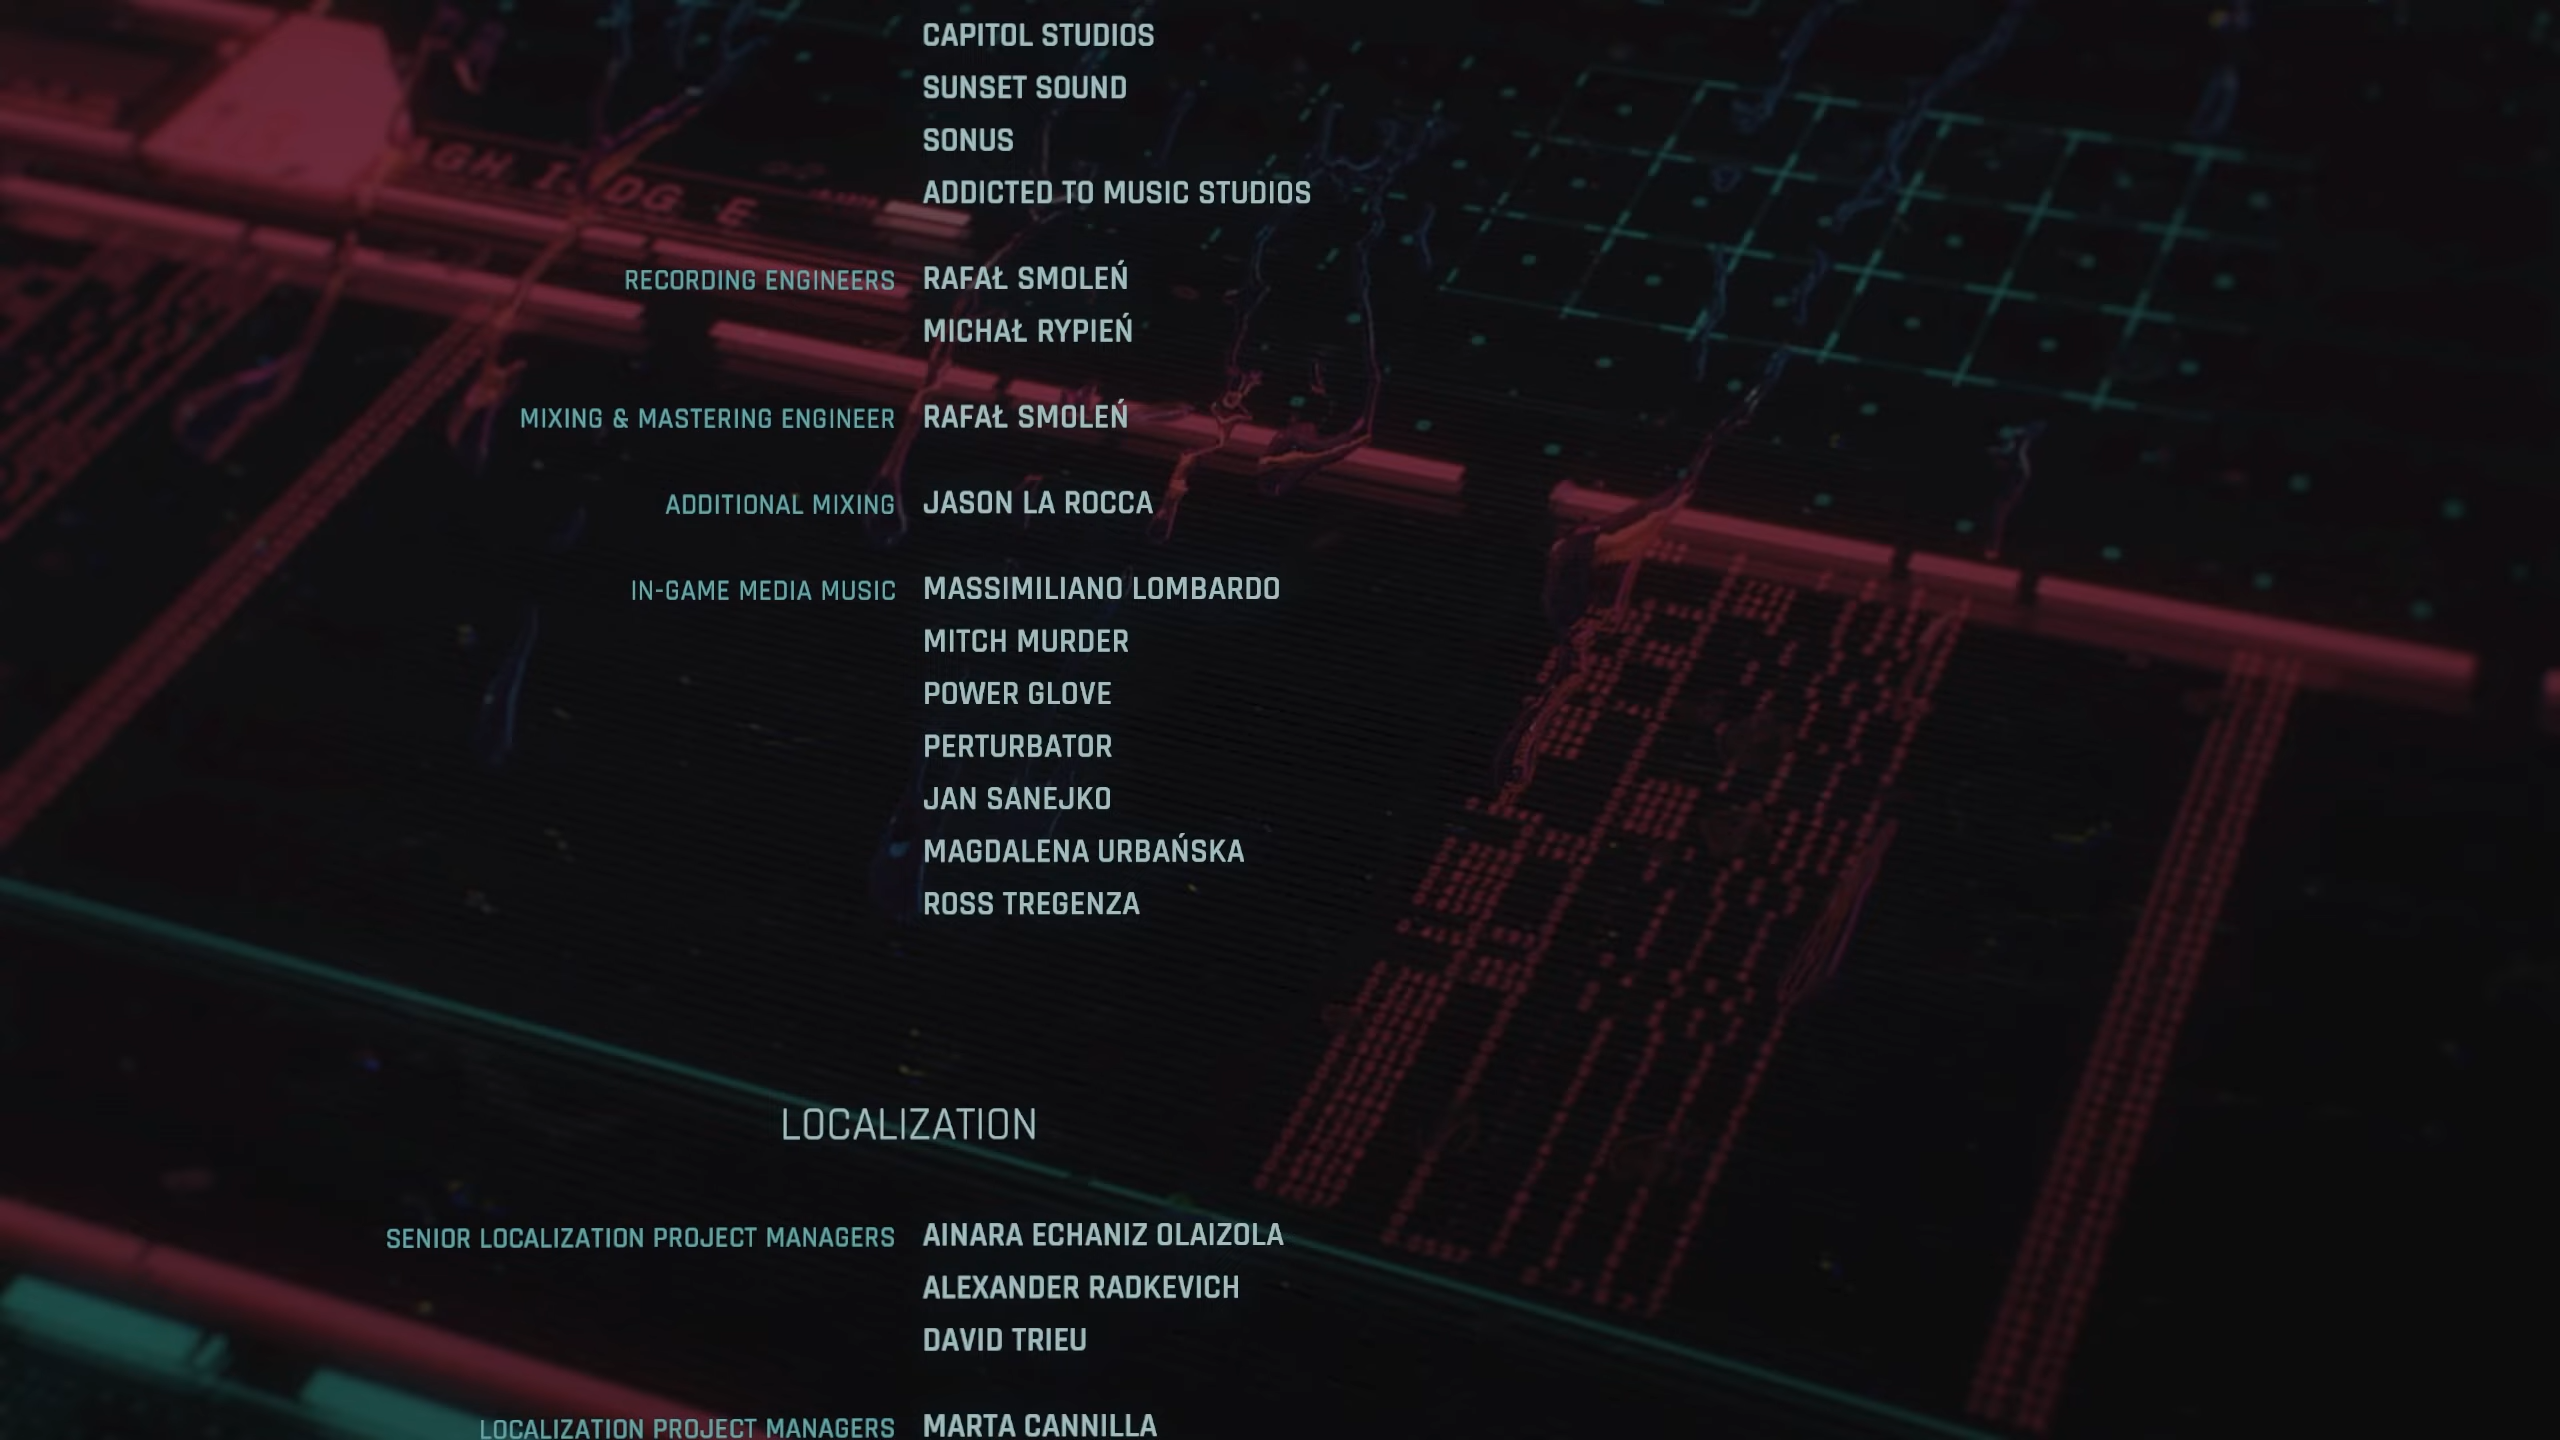 CAPITOL STUDIOS
SUNSET SOUND
SONUS
ADDICTED TO MUSIC STUDIOS
RECORDING ENGINEERS RAFAŁ SMOLEŃ
MICHAŁ RYPIEŃ
MIXING & MASTERING ENGINEER RAFAŁ SMOLEŃ
ADDITIONAL MIXING JASON LA ROCCA
IN-GAME MEDIA MUSIC MASSIMILIANO LOMBARDO
MITCH MURDER
POWER GLOVE
PERTURBATOR
JAN SANEJKO
MAGDALENA URBAŃSKA
ROSS TREGENZA
LOCALIZATION
SENIOR LOCALIZATION PROJECT MANAGERS AINARA ECHANIZ OLAIZOLA
ALEXANDER RADKEVICH
DAVID TRIEU
LOCALIZATION PROJECT MANAGERS MARTA CANNILLA